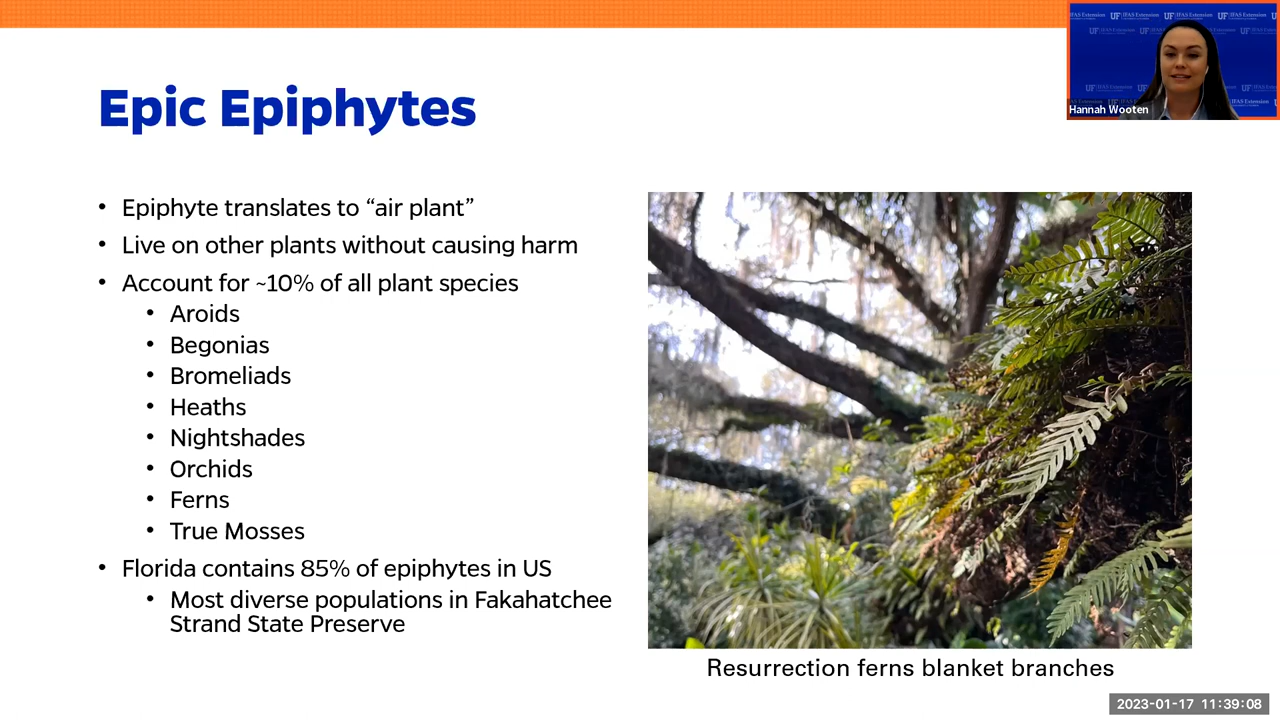 UF IFAS Extension
Hannah Wooten
Epic Epiphytes
• Epiphyte translates to “air plant”
• Live on other plants without causing harm
• Account for ~10% of all plant species
• Aroids
• Begonias
• Bromeliads
• Heaths
• Nightshades
• Orchids
• Ferns
• True Mosses
• Florida contains 85% of epiphytes in US
• Most diverse populations in Fakahatchee
Strand State Preserve
Resurrection ferns blanket branches
2023-01-17 11:39:08